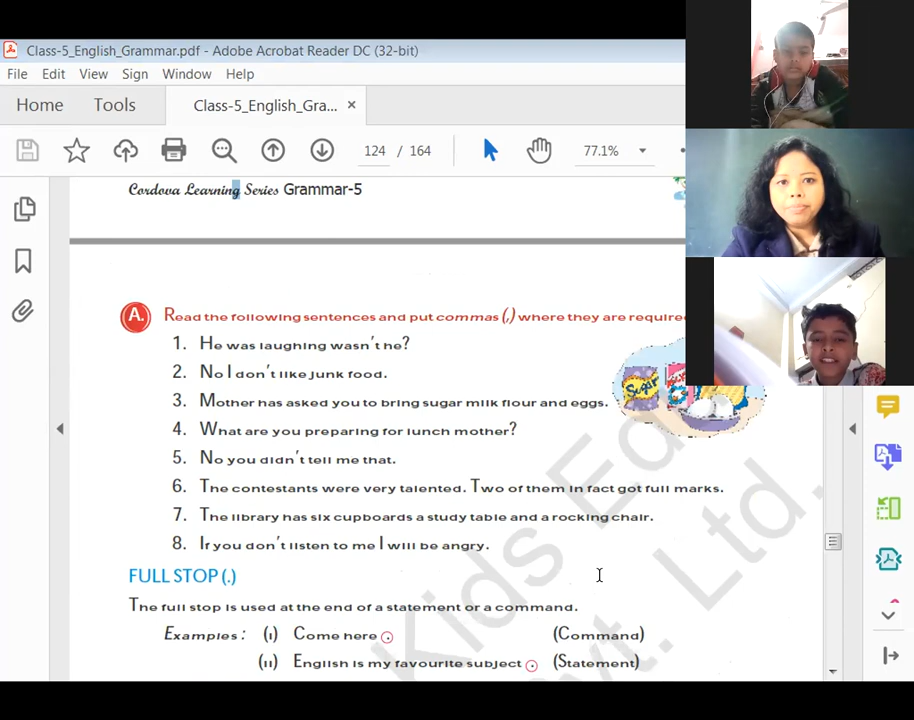 Class-5_English_Grammar.pdf - Adobe Acrobat Reader DC (32-bit)
File Edit View Sign Window Help
Home Tools Class-5_English_Gra... ×
124 / 164 77.1%
Cordova Learning Series Grammar-5
A. Read the following sentences and put commas (,) where they are require
1. He was laughing wasn't he?
2. No I don't like junk food.
3. Mother has asked you to bring sugar milk flour and eggs.
Sugar
4. What are you preparing for lunch mother?
5. No you didn't tell me that.
6. The contestants were very talented. Two of them in fact got full marks.
7. The library has six cupboards a study table and a rocking chair.
8. If you don't listen to me I will be angry.
FULL STOP (.)
The full stop is used at the end of a statement or a command.
Examples : (i) Come here . (Command)
(ii) English is my favourite subject . (Statement)
Kids Ed
vt. Ltd.